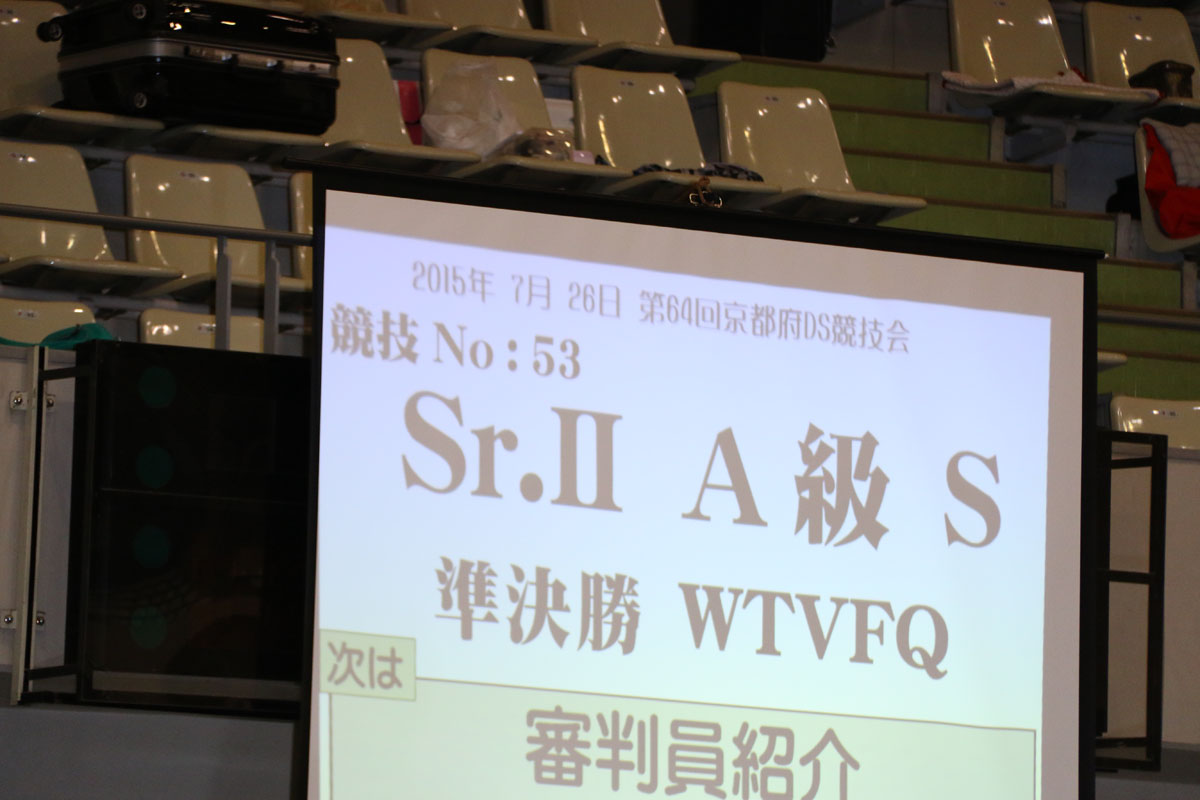 2015年 7月 26日 第64回京都府DS競技会
競技 No:53
Sr.II A級 S
準決勝 WTVFQ
次は
審判員紹介